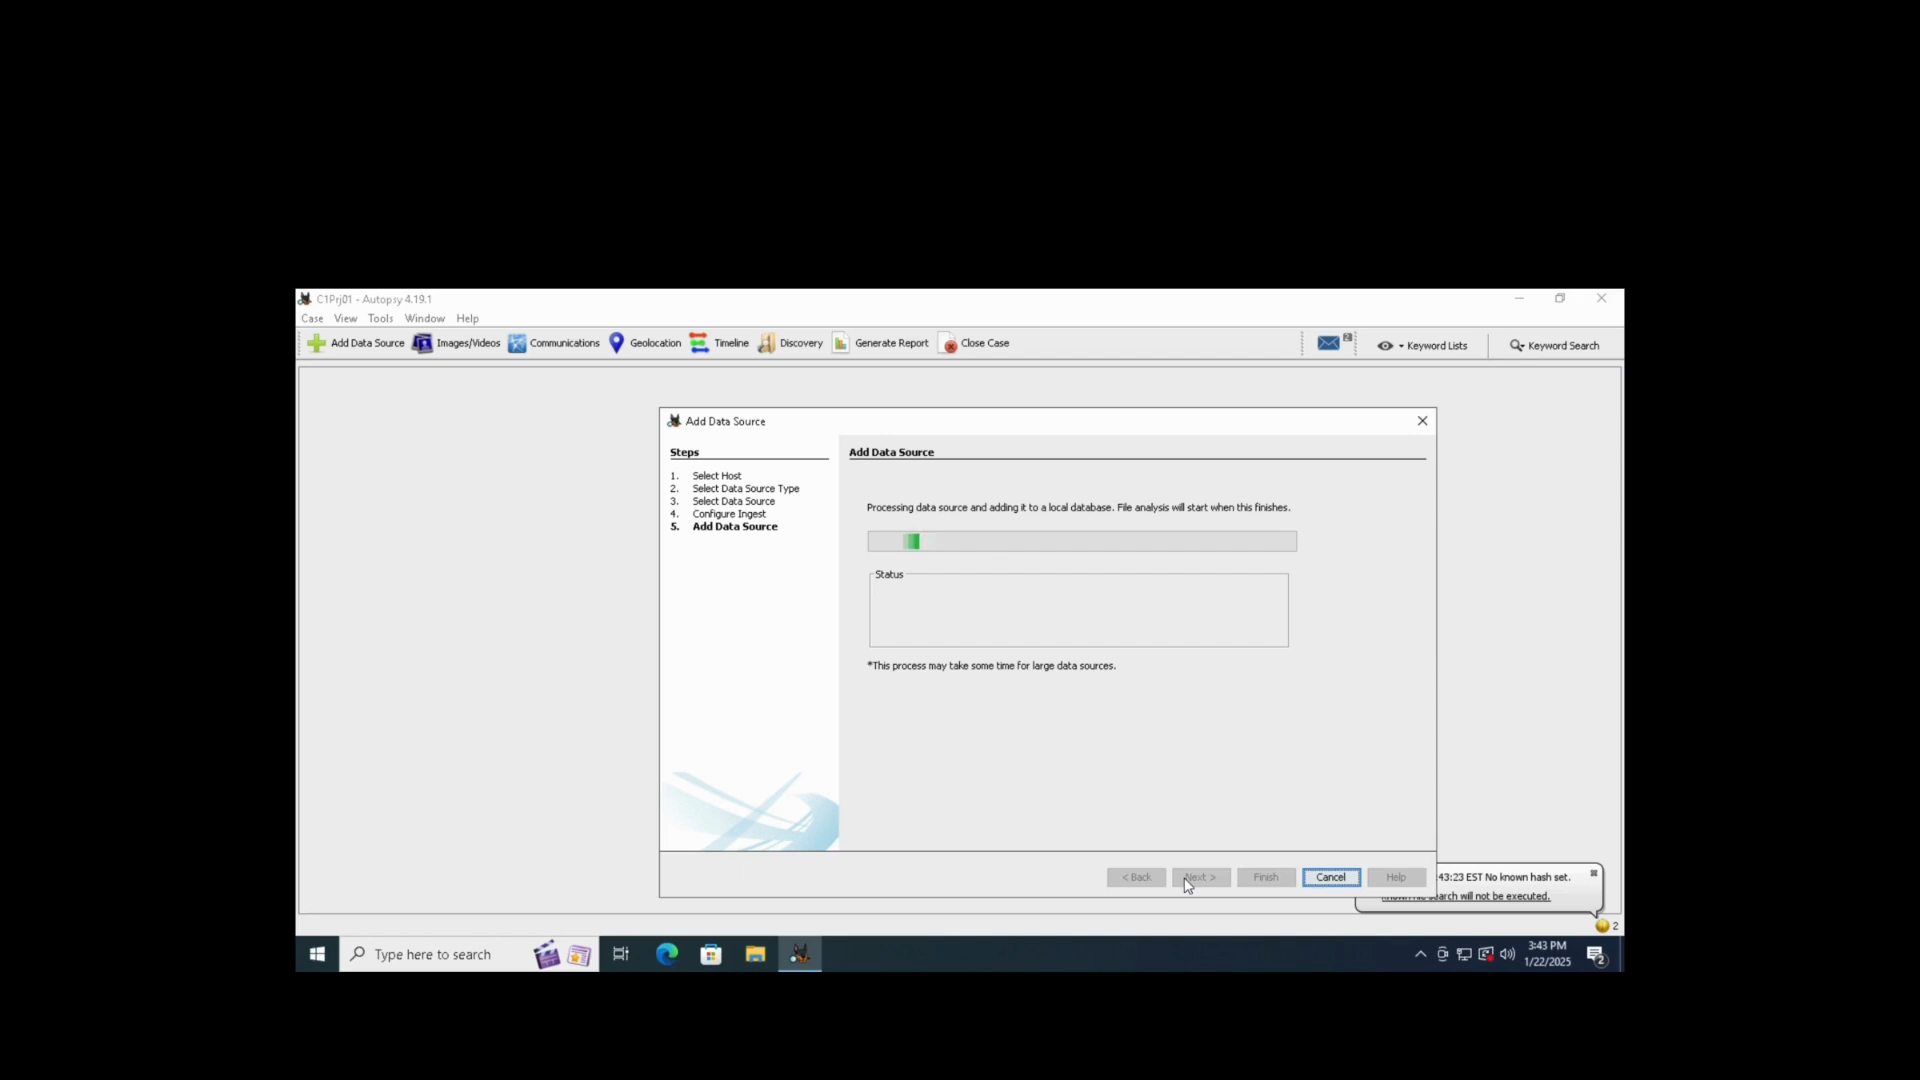 C1Prj01 - Autopsy 4.19.1
Case View Tools Window Help
Add Data Source Images/Videos Communications Geolocation Timeline Discovery Generate Report Close Case 2 Keyword Lists Keyword Search
Add Data Source
Steps
1. Select Host
2. Select Data Source Type
3. Select Data Source
4. Configure Ingest
5. Add Data Source
Add Data Source
Processing data source and adding it to a local database. File analysis will start when this finishes.
Status
*This process may take some time for large data sources.
< Back Next > Finish Cancel Help
:43:23 EST No known hash set.
search will not be executed.
2
Type here to search
3:43 PM
1/22/2025
2